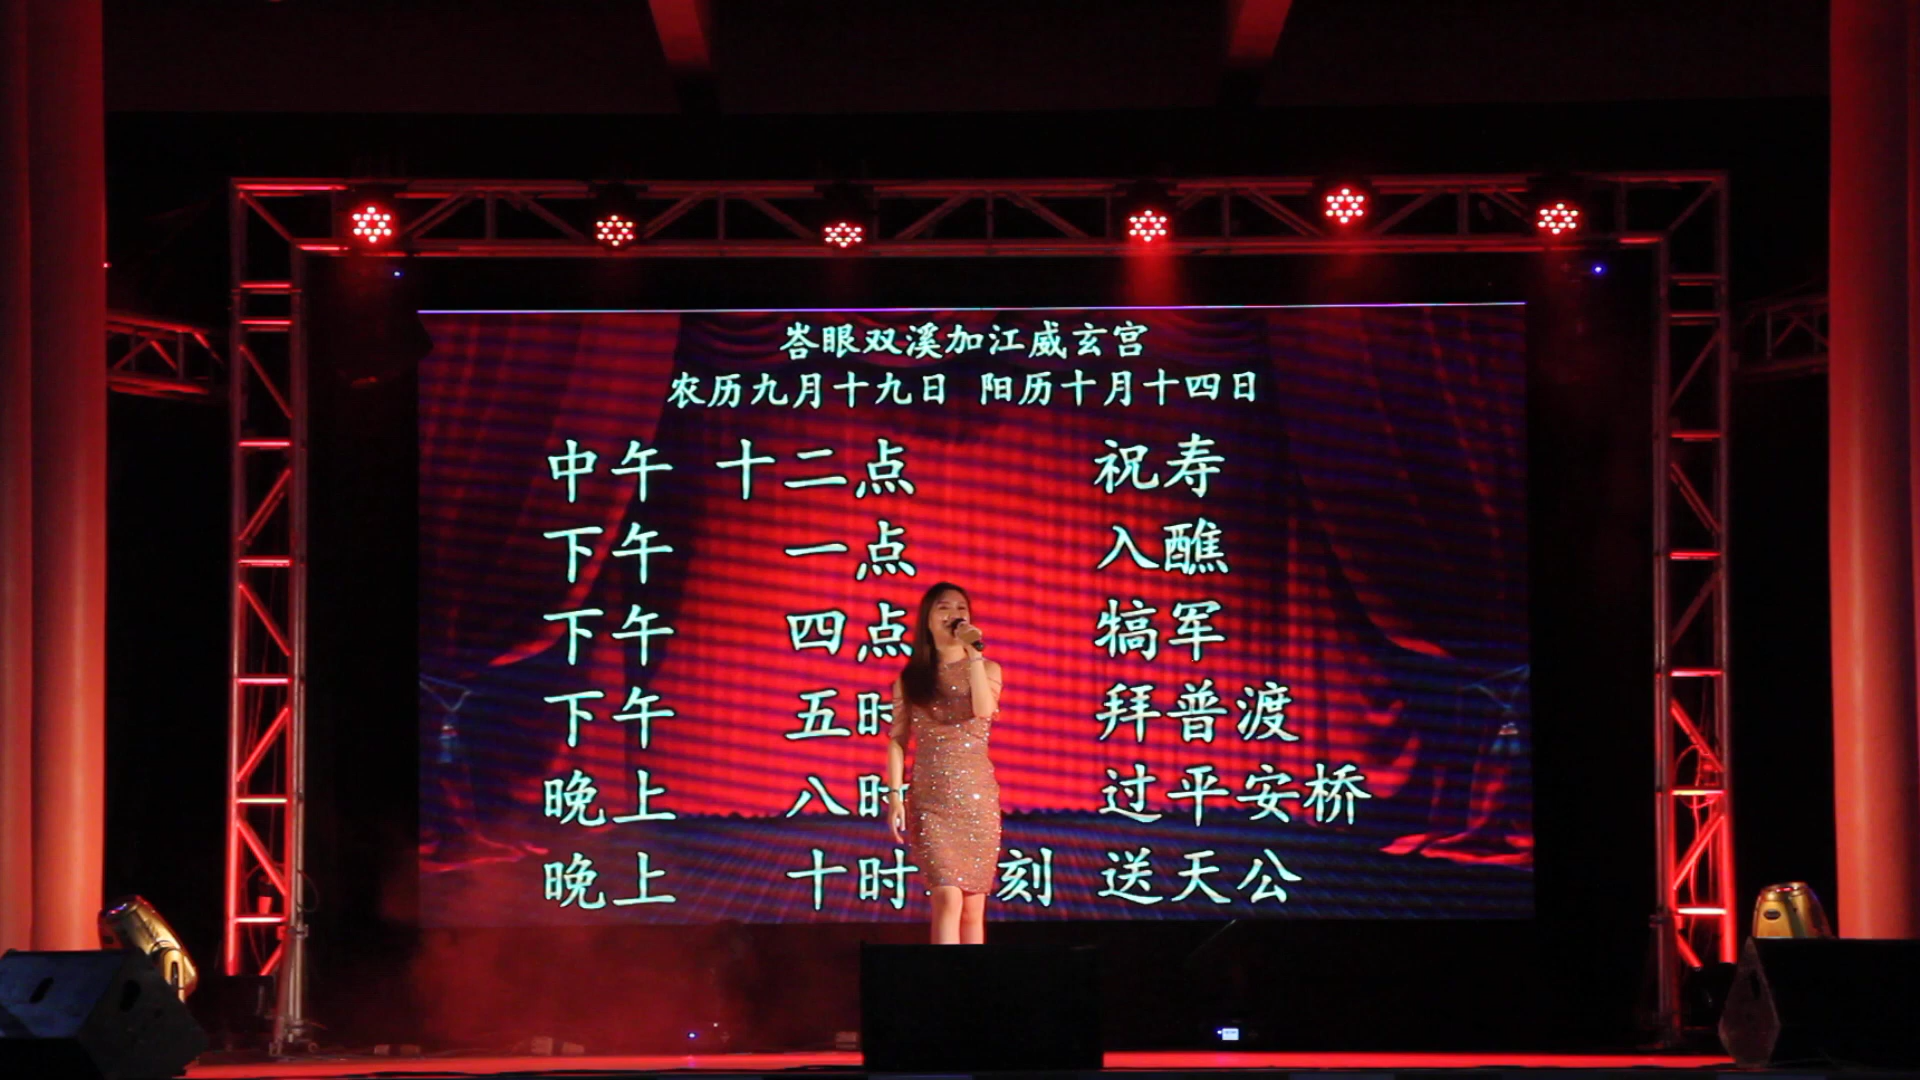 峇眼双溪加江威玄宫
农历九月十九日 阳历十月十四日
中午 十二点 祝寿
下午 一点 入醮
下午 四点 犒军
下午 五时 拜普渡
晚上 八时 过平安桥
晚上 十时 刻 送天公